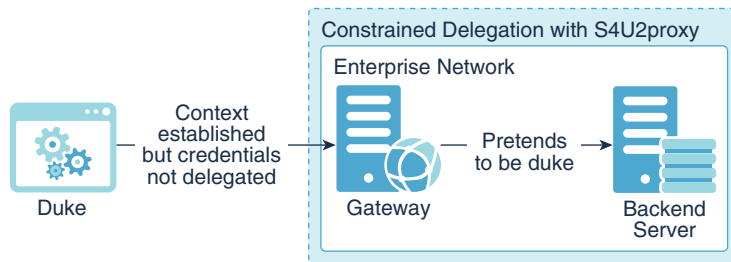 Constrained Delegation with S4U2proxy
Enterprise Network
Context
established
but credentials
not delegated
Pretends
to be duke
Duke
Gateway
Backend
Server